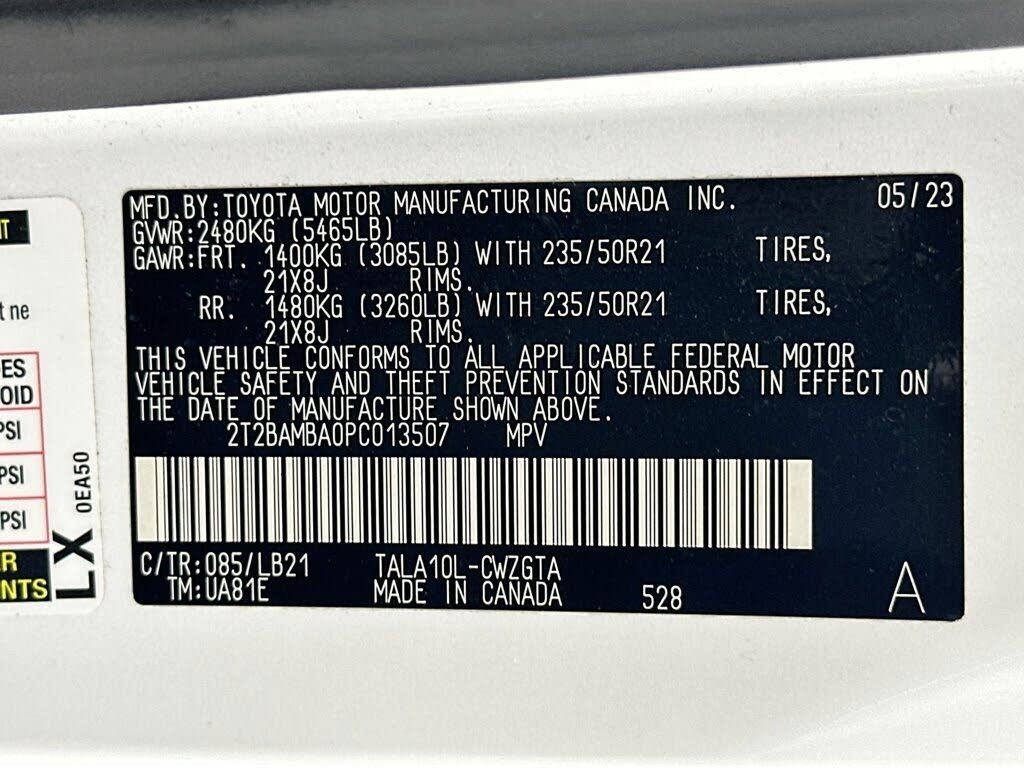 MFD.BY:TOYOTA MOTOR MANUFACTURING CANADA INC. 05/23
GVWR:2480KG (5465LB)
GAWR:FRT. 1400KG (3085LB) WITH 235/50R21 TIRES,
21X8J RIMS.
RR. 1480KG (3260LB) WITH 235/50R21 TIRES,
21X8J RIMS.
THIS VEHICLE CONFORMS TO ALL APPLICABLE FEDERAL MOTOR
VEHICLE SAFETY AND THEFT PREVENTION STANDARDS IN EFFECT ON
THE DATE OF MANUFACTURE SHOWN ABOVE.
2T2BAMBA0PC013507 MPV
C/TR:085/LB21 TALA10L-CWZGTA
TM:UA81E MADE IN CANADA 528 A
t ne
ES
OID
PSI
PSI
PSI
R
NTS
LX 0EA50